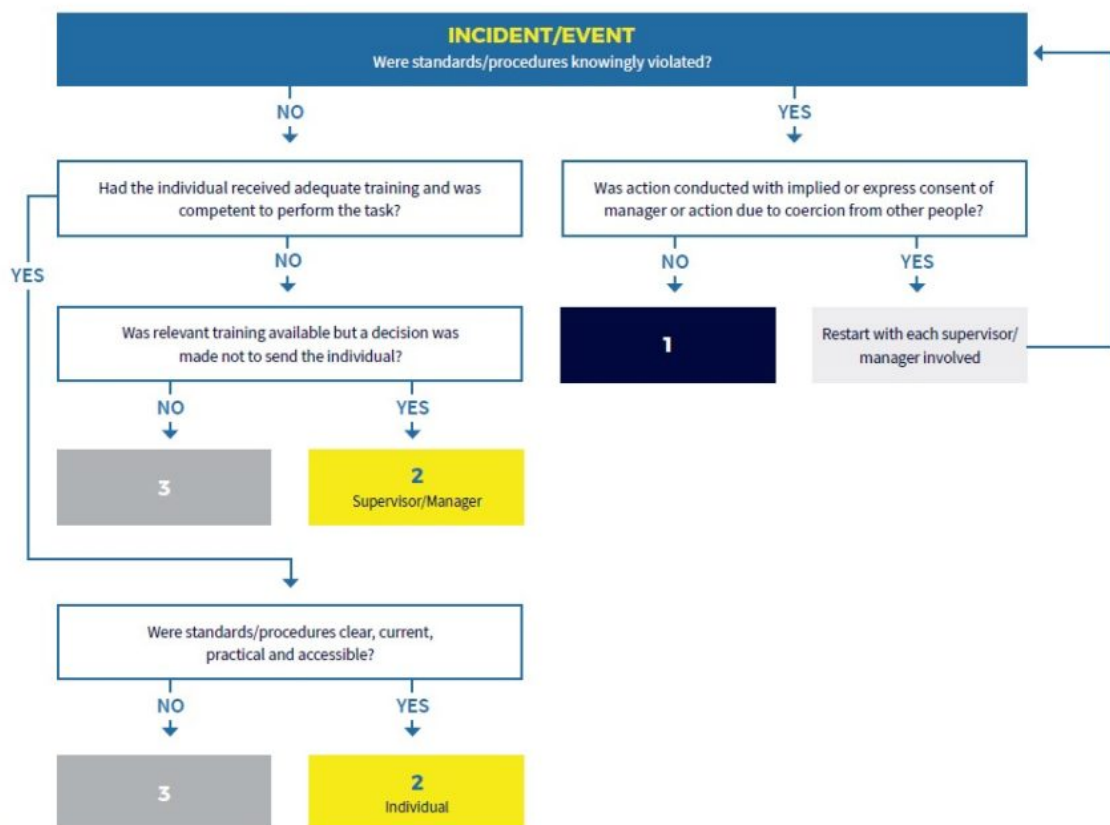 INCIDENT/EVENT
Were standards/procedures knowingly violated?
NO
YES
Had the individual received adequate training and was
competent to perform the task?
Was action conducted with implied or express consent of
manager or action due to coercion from other people?
YES
NO
NO
YES
Was relevant training available but a decision was
made not to send the individual?
1
Restart with each supervisor/
manager involved
NO
YES
3
2
Supervisor/Manager
Were standards/procedures clear, current,
practical and accessible?
NO
YES
3
2
Individual